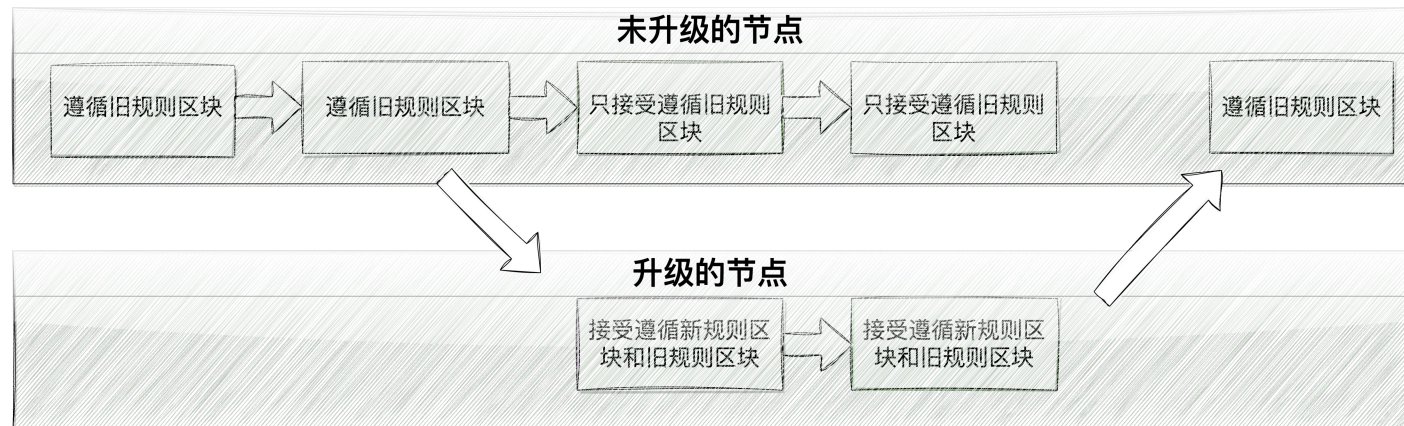 未升级的节点
遵循旧规则区块
遵循旧规则区块
只接受遵循旧规则
区块
只接受遵循旧规则
区块
遵循旧规则区块
升级的节点
接受遵循新规则区
块和旧规则区块
接受遵循新规则区
块和旧规则区块